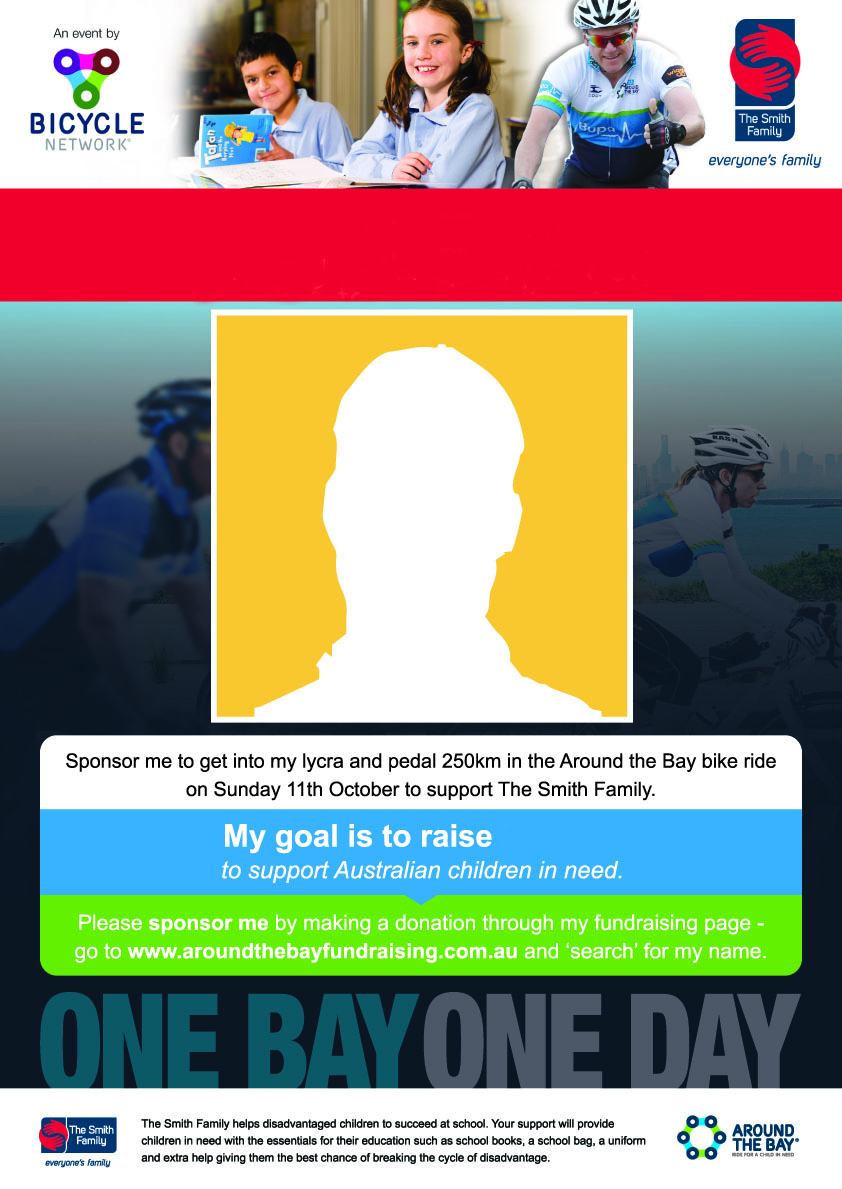 An event by
BICYCLE
NETWORK®
The Smith
Family
everyone's family
Bupa
Sponsor me to get into my lycra and pedal 250km in the Around the Bay bike ride
on Sunday 11th October to support The Smith Family.
My goal is to raise
to support Australian children in need.
Please sponsor me by making a donation through my fundraising page -
go to www.aroundthebayfundraising.com.au and ‘search’ for my name.
ONE BAY ONE DAY
The Smith
Family
everyone's family
The Smith Family helps disadvantaged children to succeed at school. Your support will provide
children in need with the essentials for their education such as school books, a school bag, a uniform
and extra help giving them the best chance of breaking the cycle of disadvantage.
AROUND
THE BAY®
RIDE FOR A CHILD IN NEED